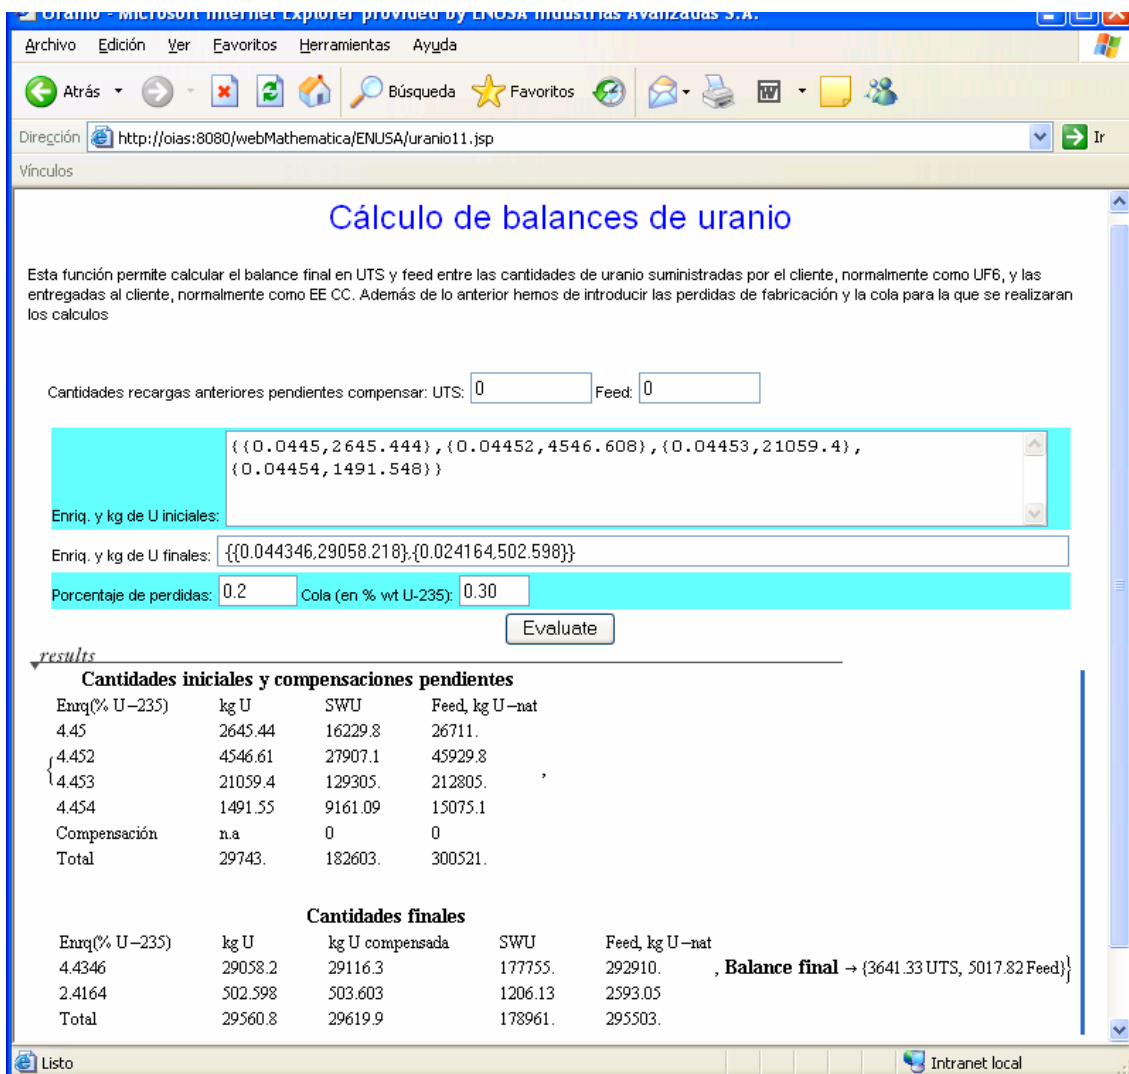 Uranio - Microsoft Internet Explorer provided by ENUSA Industrias Avanzadas S.A.
Archivo Edición Ver Favoritos Herramientas Ayuda
Atrás Búsqueda Favoritos
Dirección http://oias:8080/webMathematica/ENUSA/uranio11.jsp Ir
Vínculos
Cálculo de balances de uranio
Esta función permite calcular el balance final en UTS y feed entre las cantidades de uranio suministradas por el cliente, normalmente como UF6, y las
entregadas al cliente, normalmente como EE CC. Además de lo anterior hemos de introducir las perdidas de fabricación y la cola para la que se realizaran
los calculos
Cantidades recargas anteriores pendientes compensar: UTS: 0 Feed: 0
{{0.0445,2645.444},{0.04452,4546.608},{0.04453,21059.4},
{0.04454,1491.548}}
Enriq. y kg de U iniciales:
Enriq. y kg de U finales: {{0.044346,29058.218},{0.024164,502.598}}
Porcentaje de perdidas: 0.2 Cola (en % wt U-235): 0.30
Evaluate
results
Cantidades iniciales y compensaciones pendientes
Enrq(% U-235) kg U SWU Feed, kg U-nat
4.45 2645.44 16229.8 26711.
{4.452 4546.61 27907.1 45929.8
4.453 21059.4 129305. 212805. ,
4.454 1491.55 9161.09 15075.1
Compensación n.a 0 0
Total 29743. 182603. 300521.
Cantidades finales
Enrq(% U-235) kg U kg U compensada SWU Feed, kg U-nat
4.4346 29058.2 29116.3 177755. 292910. , Balance final → {3641.33 UTS, 5017.82 Feed}}
2.4164 502.598 503.603 1206.13 2593.05
Total 29560.8 29619.9 178961. 295503.
Listo Intranet local